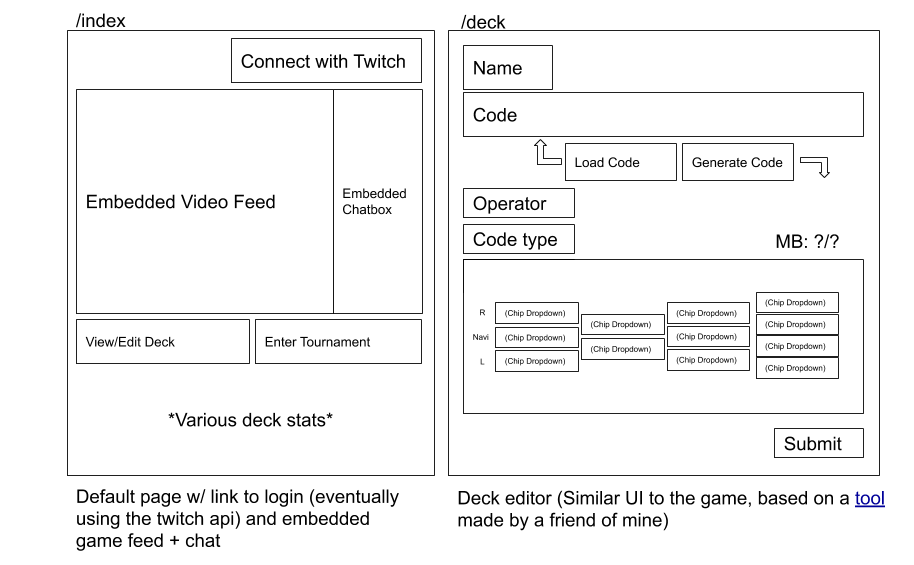 /index
Connect with Twitch
Embedded Video Feed
Embedded
Chatbox
View/Edit Deck
Enter Tournament
*Various deck stats*
Default page w/ link to login (eventually
using the twitch api) and embedded
game feed + chat
/deck
Name
Code
Load Code
Generate Code
Operator
Code type
MB: ?/?
R
Navi
L
(Chip Dropdown)
(Chip Dropdown)
(Chip Dropdown)
(Chip Dropdown)
(Chip Dropdown)
(Chip Dropdown)
(Chip Dropdown)
(Chip Dropdown)
(Chip Dropdown)
(Chip Dropdown)
(Chip Dropdown)
(Chip Dropdown)
Submit
Deck editor (Similar UI to the game, based on a tool
made by a friend of mine)